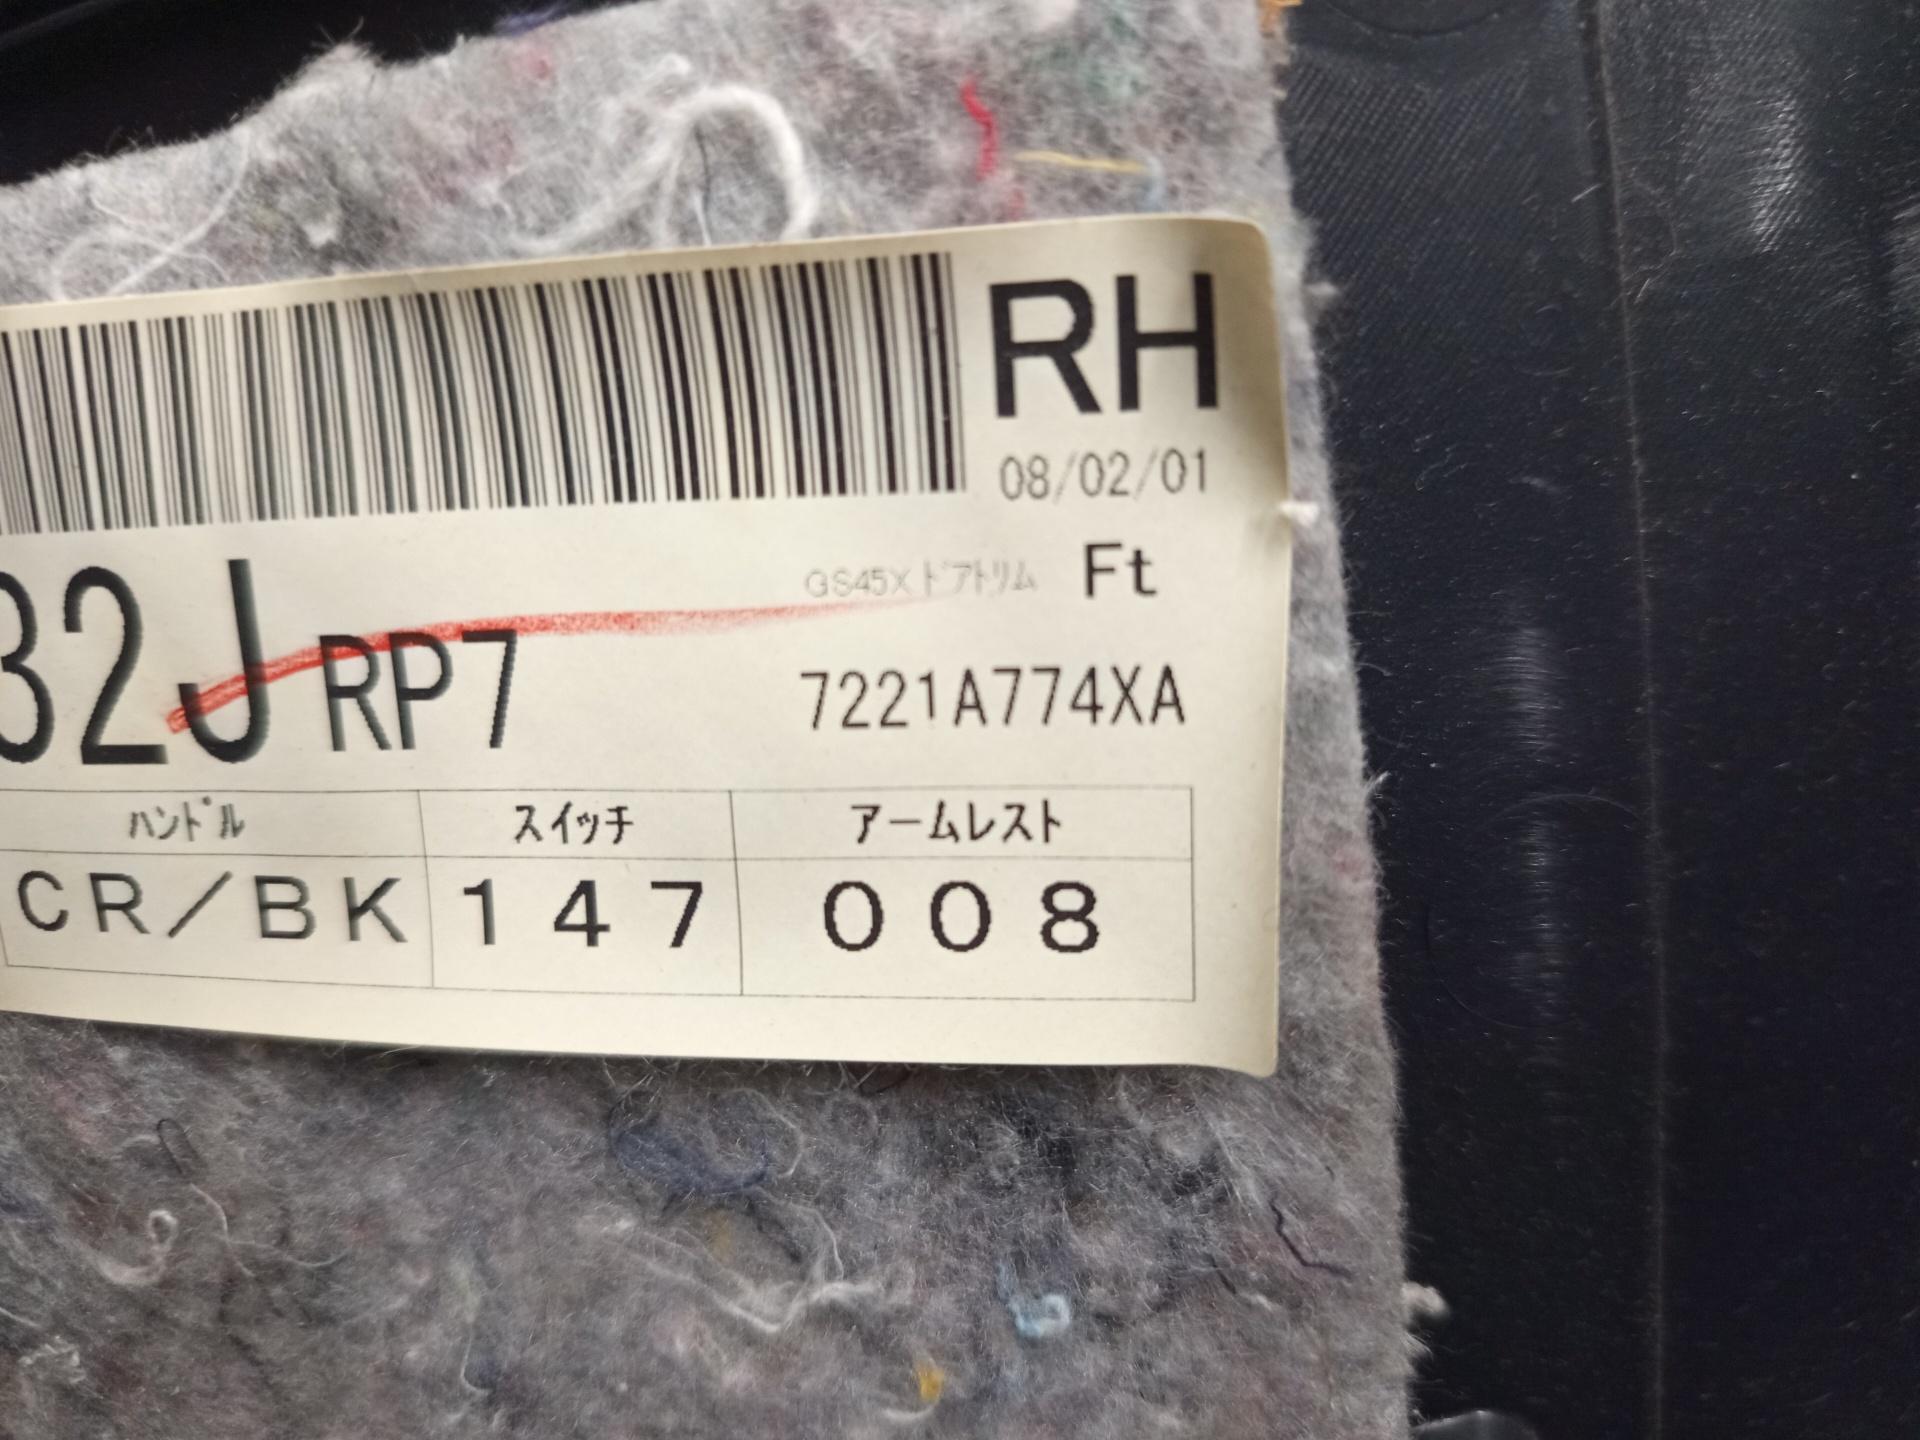 RH
08/02/01
GS45X ドアトリム Ft
32J RP7 7221A774XA
ハンドル スイッチ アームレスト
CR/BK 147 008